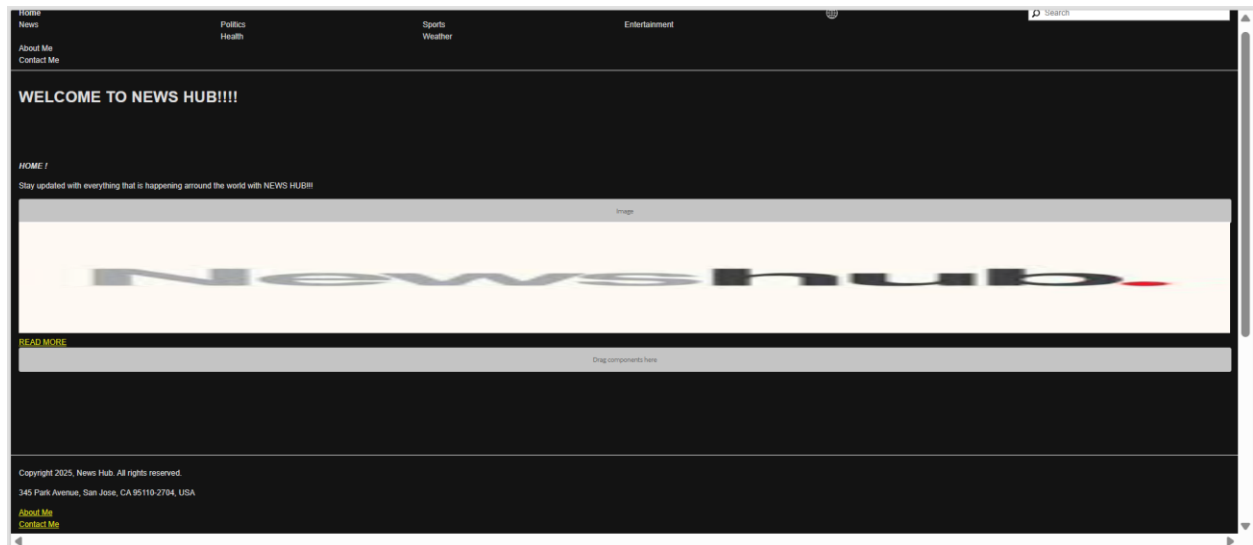 Home
Search
News Politics Sports Entertainment
Health Weather
About Me
Contact Me
WELCOME TO NEWS HUB!!!!
HOME !
Stay updated with everything that is happening arround the world with NEWS HUB!!!
Image
Newshub.
READ MORE
Drag components here
Copyright 2025, News Hub. All rights reserved.
345 Park Avenue, San Jose, CA 95110-2704, USA
About Me
Contact Me